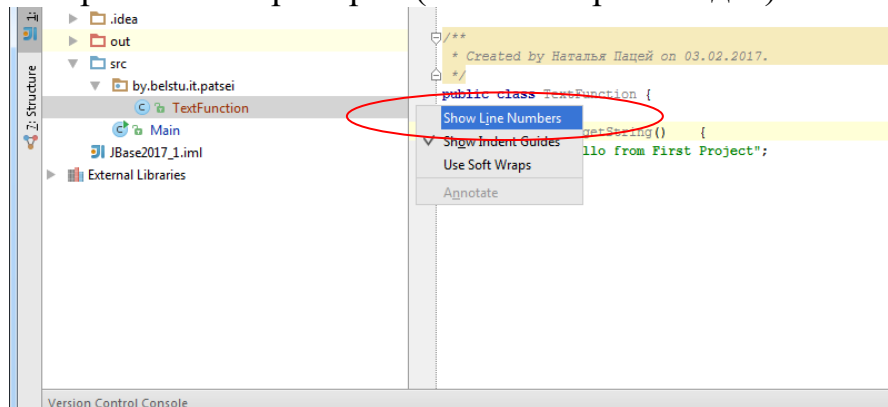 .idea
out
src
by.belstu.it.patsei
TextFunction
Main
JBase2017_1.iml
External Libraries
7: Structure
/**
* Created by Наталья Пацей on 03.02.2017.
*/
public class TextFunction {
getString() {
llo from First Project";
Show Line Numbers
Show Indent Guides
Use Soft Wraps
Annotate
Version Control Console